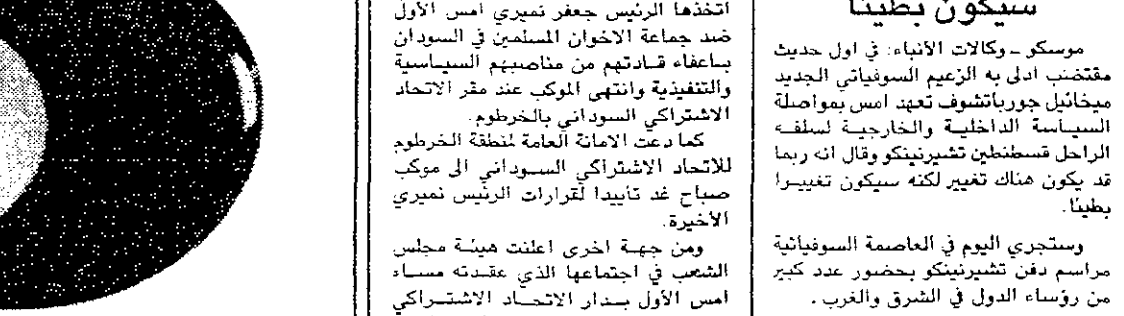 سيكون بطيئا
موسكو ـ وكالات الأنباء: في اول حديث
مقتضب ادلى به الزعيم السوفياتي الجديد
ميخائيل جورباتشوف تعهد امس بمواصلة
السياسة الداخلية والخارجية لسلفه
الراحل قسطنطين تشيرنينكو وقال انه ربما
قد يكون هناك تغيير لكنه سيكون تغييرا
بطيئا.
وستجري اليوم في العاصمة السوفياتية
مراسم دفن تشيرنينكو بحضور عدد كبير
من رؤساء الدول في الشرق والغرب .
اتخذها الرئيس جعفر نميري امس الأول
ضد جماعة الاخوان المسلمين في السودان
باعفاء قادتهم من مناصبهم السياسية
والتنفيذية وانتهى الموكب عند مقر الاتحاد
الاشتراكي السوداني بالخرطوم.
كما دعت الامانة العامة لمنطقة الخرطوم
للاتحاد الاشتراكي السوداني الى موكب
صباح غد تأييدا لقرارات الرئيس نميري
الأخيرة.
ومن جهة اخرى اعلنت هيئة مجلس
الشعب في اجتماعها الذي عقدته مساء
امس الأول بدار الاتحاد الاشتراكي